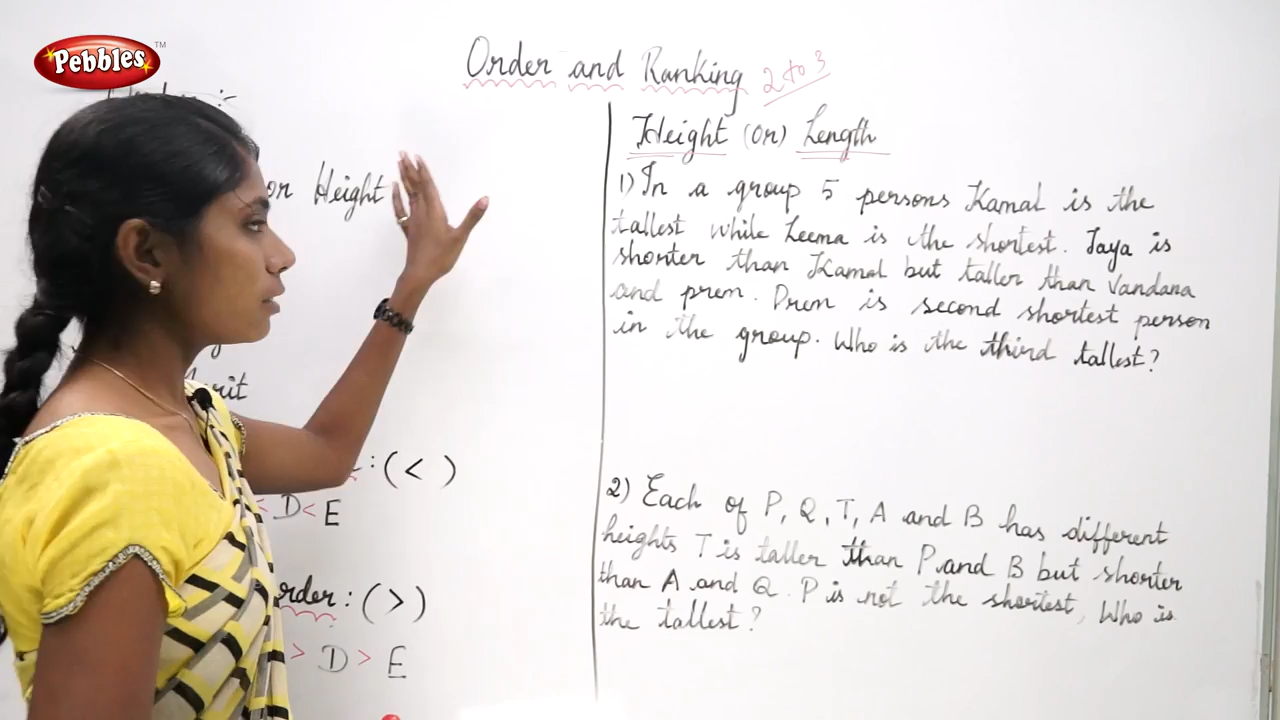 Pebbles TM
Order and Ranking 2 to 3
or Height
: ( < )
< D < E
order : ( > )
> D > E
Height (or) Length
1) In a group 5 persons Kamal is the
tallest while Leema is the shortest. Jaya is
shorter than Kamal but taller than Vandana
and prem. Prem is second shortest person
in the group. Who is the third tallest?
2) Each of P, Q, T, A and B has different
heights T is taller than P and B but shorter
than A and Q. P is not the shortest, Who is
the tallest?